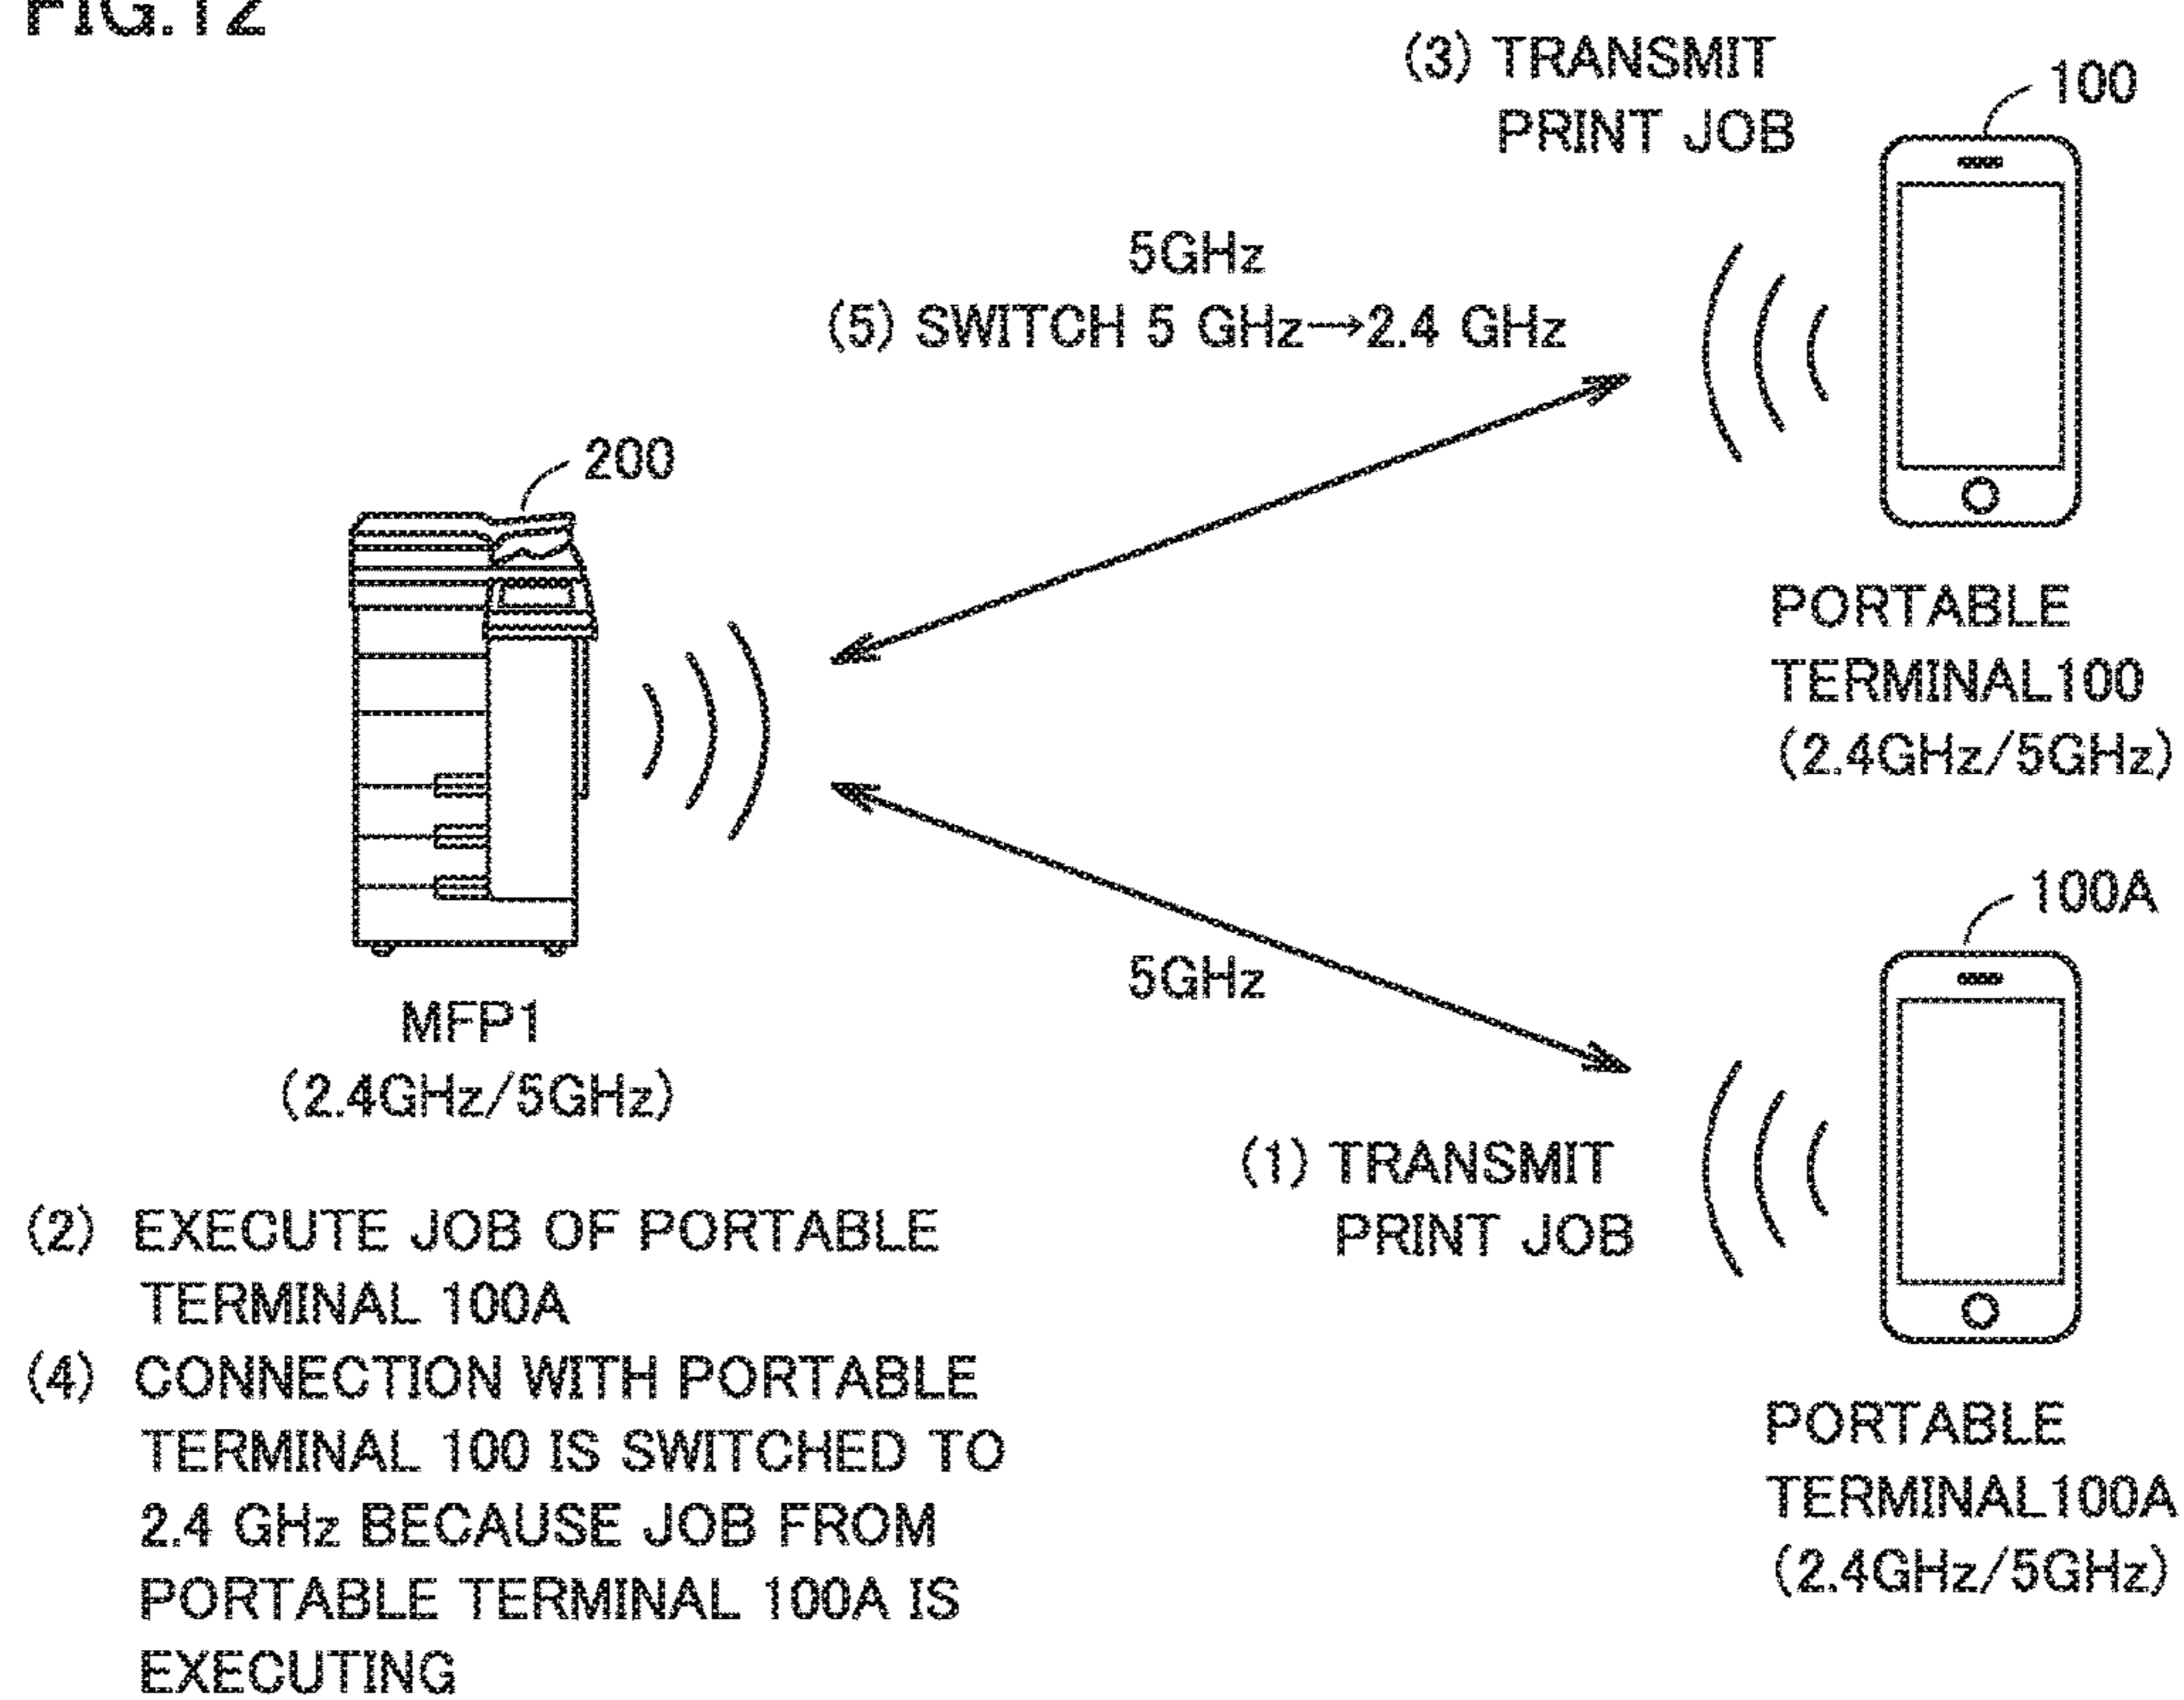 FIG.12
(3) TRANSMIT
PRINT JOB
100
5GHz
(5) SWITCH 5 GHz→2.4 GHz
200
PORTABLE
TERMINAL100
(2.4GHz/5GHz)
MFP1
(2.4GHz/5GHz)
5GHz
100A
(1) TRANSMIT
PRINT JOB
PORTABLE
TERMINAL100A
(2.4GHz/5GHz)
(2) EXECUTE JOB OF PORTABLE
TERMINAL 100A
(4) CONNECTION WITH PORTABLE
TERMINAL 100 IS SWITCHED TO
2.4 GHz BECAUSE JOB FROM
PORTABLE TERMINAL 100A IS
EXECUTING